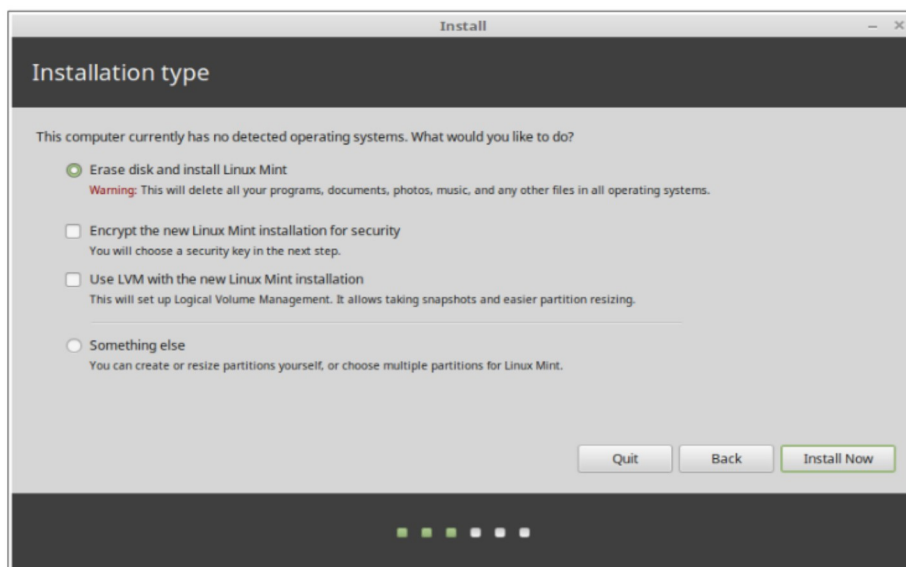 Install
Installation type
This computer currently has no detected operating systems. What would you like to do?
Erase disk and install Linux Mint
Warning: This will delete all your programs, documents, photos, music, and any other files in all operating systems.
Encrypt the new Linux Mint installation for security
You will choose a security key in the next step.
Use LVM with the new Linux Mint installation
This will set up Logical Volume Management. It allows taking snapshots and easier partition resizing.
Something else
You can create or resize partitions yourself, or choose multiple partitions for Linux Mint.
Quit Back Install Now